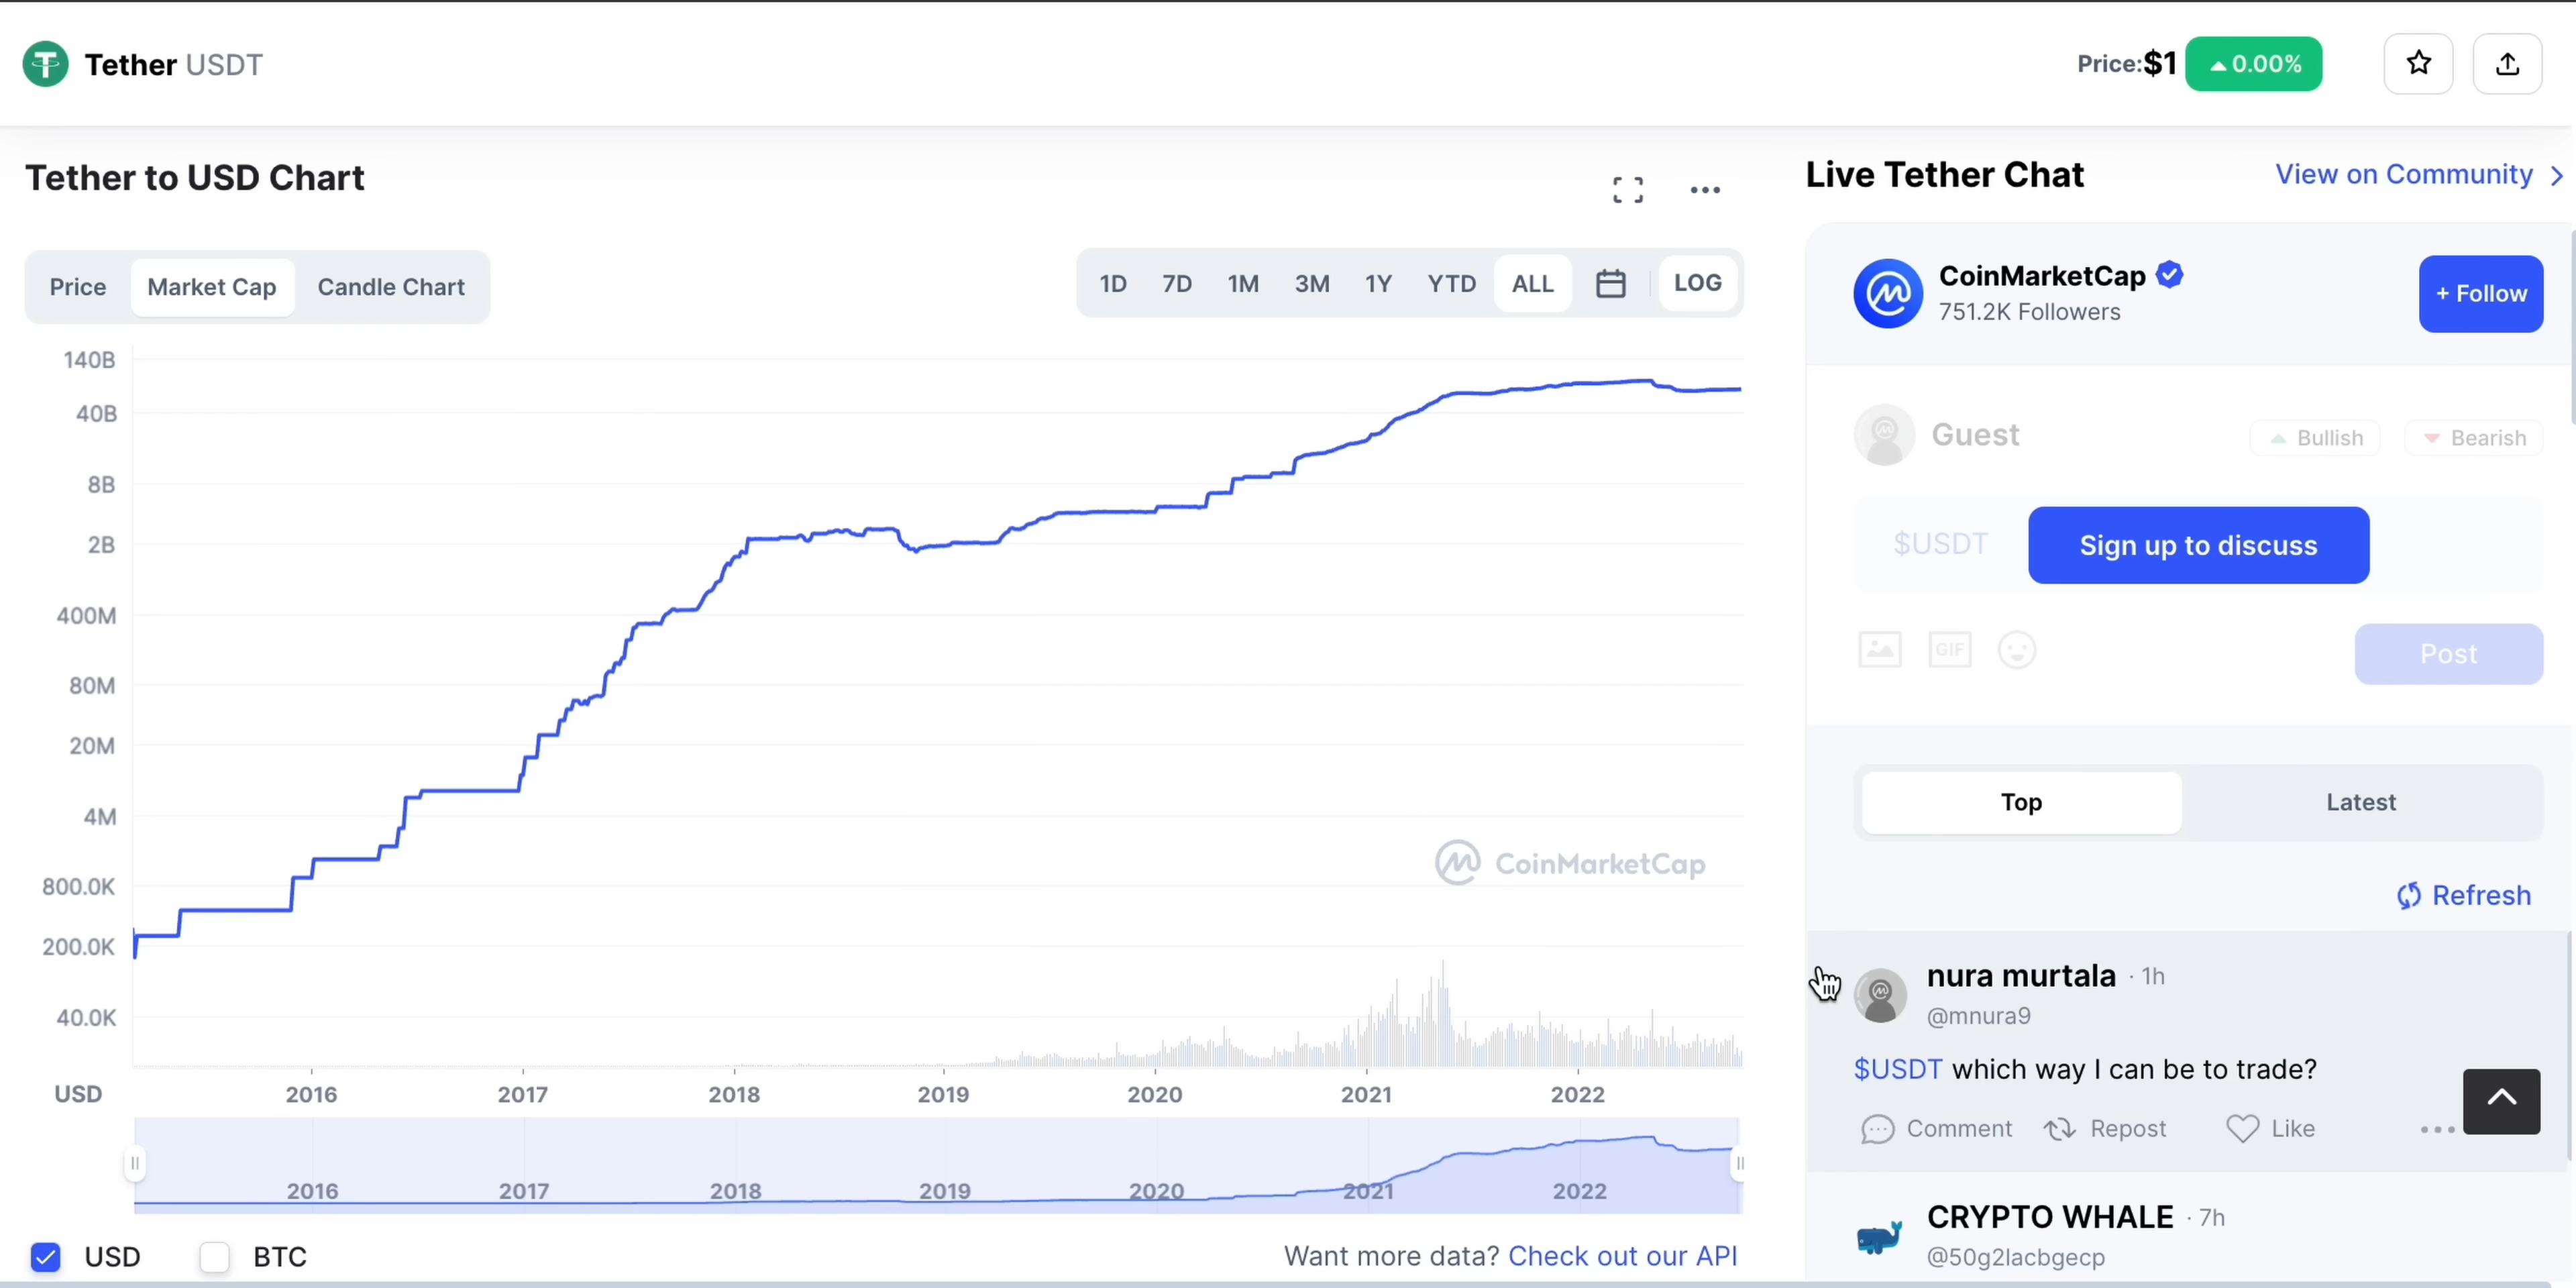 Tether USDT
Price:$1 0.00%
Tether to USD Chart
Price Market Cap Candle Chart
1D 7D 1M 3M 1Y YTD ALL LOG
140B
40B
8B
2B
400M
80M
20M
4M
800.0K
200.0K
40.0K
CoinMarketCap
USD 2016 2017 2018 2019 2020 2021 2022
2016 2017 2018 2019 2020 2021 2022
USD BTC
Want more data? Check out our API
Live Tether Chat
View on Community
CoinMarketCap
751.2K Followers
+ Follow
Guest
Bullish Bearish
$USDT
Sign up to discuss
GIF
Post
Top Latest
Refresh
nura murtala · 1h
@mnura9
$USDT which way I can be to trade?
Comment Repost Like
CRYPTO WHALE · 7h
@50g2lacbgecp